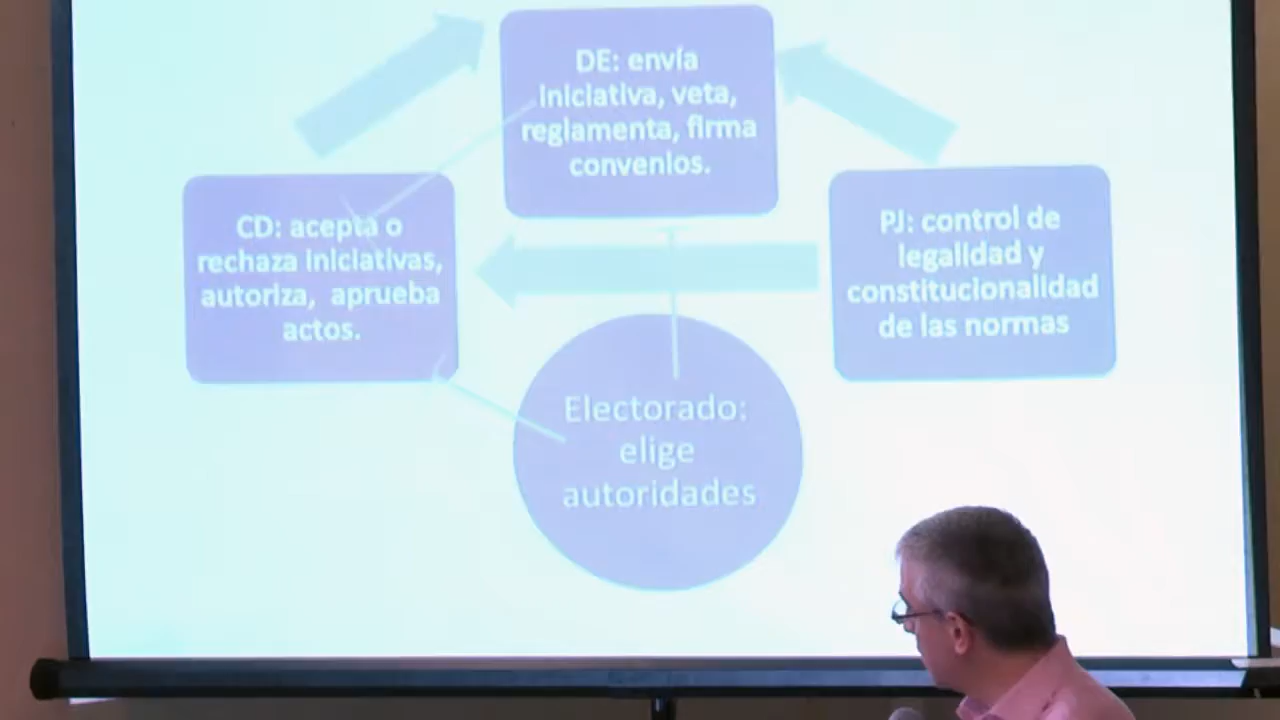 DE: envía
iniciativa, veta,
reglamenta, firma
convenios.
CD: acepta o
rechaza iniciativas,
autoriza, aprueba
actos.
PJ: control de
legalidad y
constitucionalidad
de las normas
Electorado:
elige
autoridades